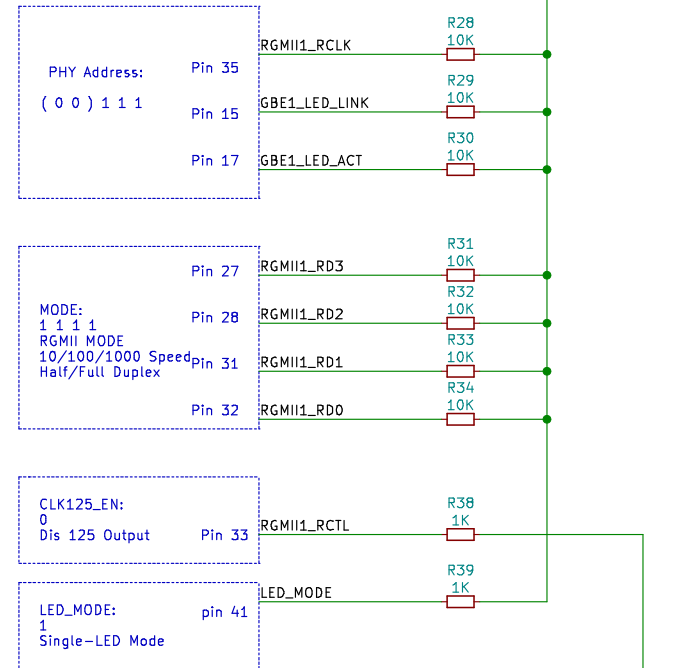 R28
RGMII1_RCLK
10K
Pin 35
PHY Address:
R29
10K
GBE1_LED_LINK
( 0 0 ) 1 1 1
Pin 15
R30
10K
Pin 17
GBE1_LED_ACT
R31
10K
Pin 27
RGMII1_RD3
R32
10K
MODE:
Pin 28
RGMII1_RD2
1 1 1 1
R33
RGMII MODE
10K
10/100/1000 Speed
Pin 31
RGMII1_RD1
Half/Full Duplex
R34
10K
Pin 32
RGMII1_RD0
CLK125_EN:
R38
0
1K
RGMII1_RCTL
Dis 125 Output
Pin 33
R39
1K
LED_MODE
LED_MODE:
pin 41
1
Single-LED Mode